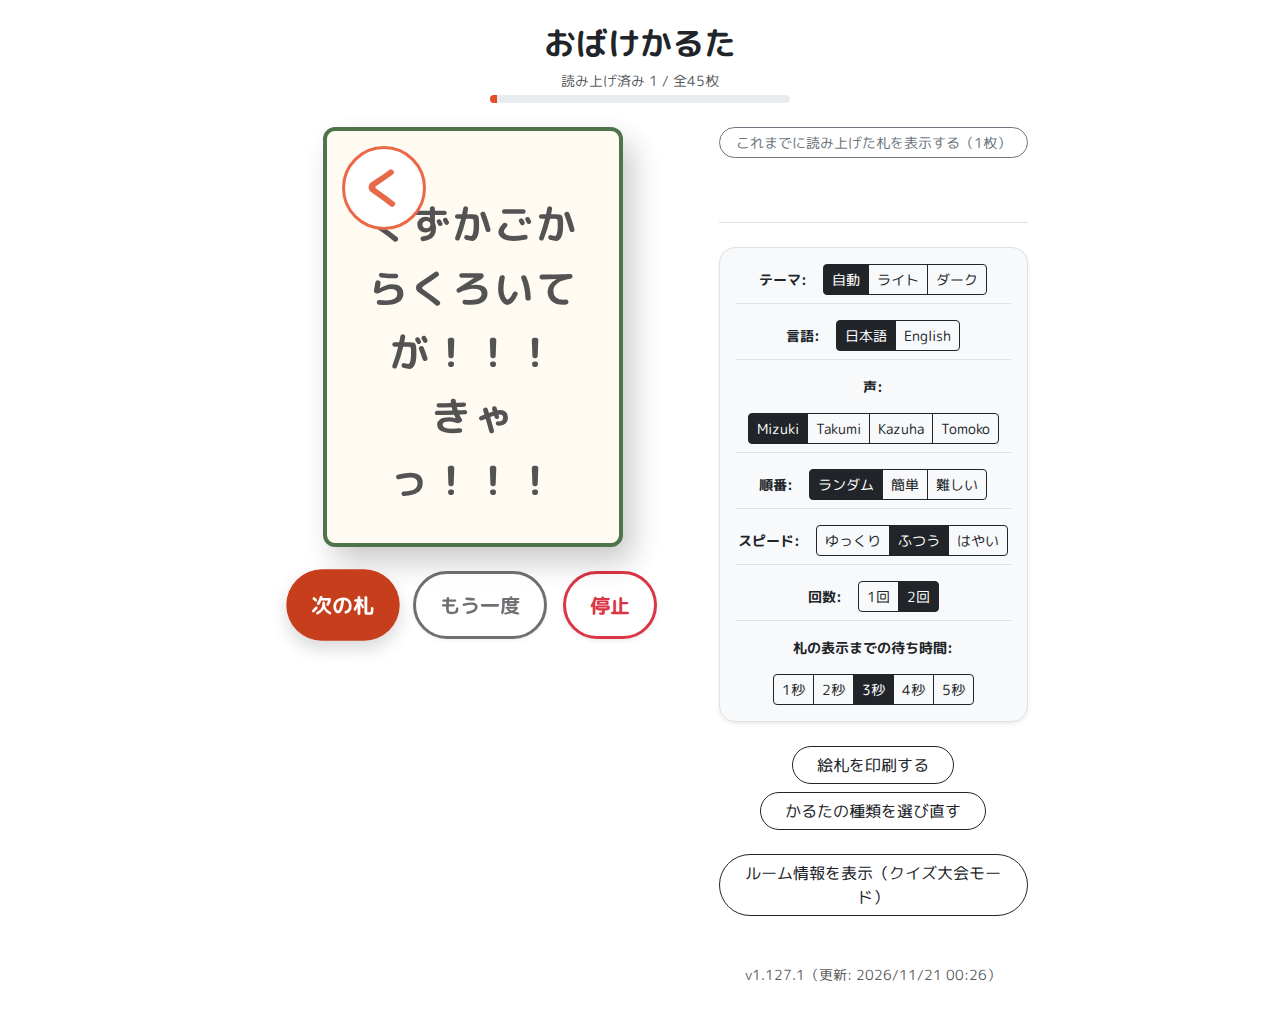 おばけかるた
読み上げ済み 1 / 全45枚
く
くずかごか
らくろいて
が！！！
きゃ
っ！！！
次の札
もう一度
停止
これまでに読み上げた札を表示する（1枚）
テーマ: 自動 ライト ダーク
言語: 日本語 English
声:
Mizuki Takumi Kazuha Tomoko
順番: ランダム 簡単 難しい
スピード: ゆっくり ふつう はやい
回数: 1回 2回
札の表示までの待ち時間:
1秒 2秒 3秒 4秒 5秒
絵札を印刷する
かるたの種類を選び直す
ルーム情報を表示（クイズ大会モー
ド）
v1.127.1（更新: 2026/11/21 00:26）